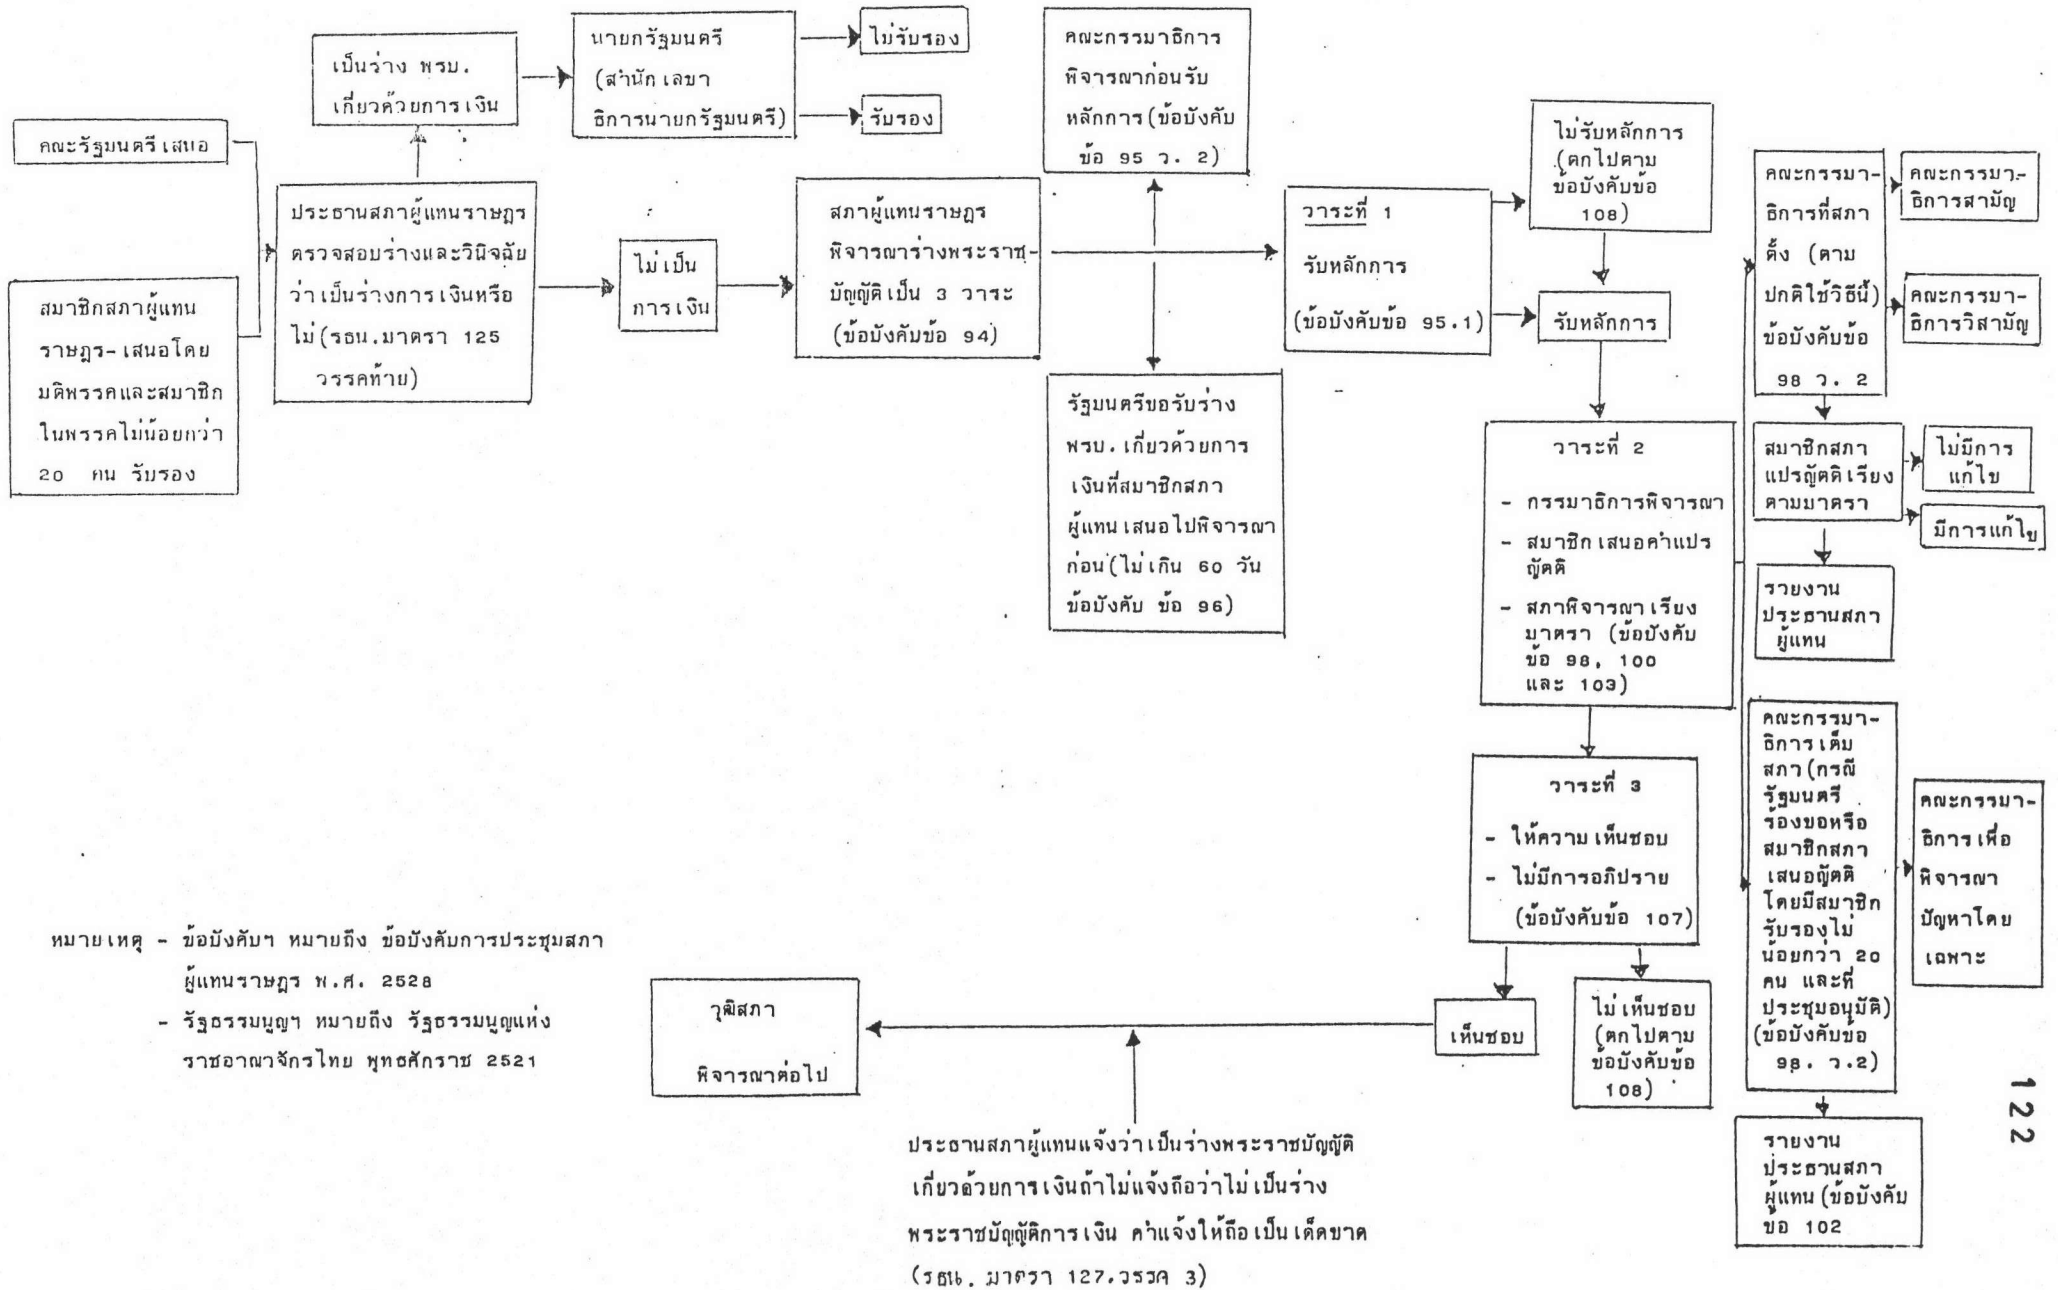 คณะรัฐมนตรีเสนอ
สมาชิกสภาผู้แทน
ราษฎร-เสนอโดย
มติพรรคและสมาชิก
ในพรรคไม่น้อยกว่า
20 คน รับรอง
เป็นร่าง พรบ.
เกี่ยวด้วยการเงิน
ประธานสภาผู้แทนราษฎร
ตรวจสอบร่างและวินิจฉัย
ว่าเป็นร่างการเงินหรือ
ไม่(รธน.มาตรา 125
วรรคท้าย)
นายกรัฐมนตรี
(สำนักเลขา
ธิการนายกรัฐมนตรี)
ไม่รับรอง
รับรอง
ไม่เป็น
การเงิน
สภาผู้แทนราษฎร
พิจารณาร่างพระราช-
บัญญัติเป็น 3 วาระ
(ข้อบังคับข้อ 94)
คณะกรรมาธิการ
พิจารณาก่อนรับ
หลักการ(ข้อบังคับ
ข้อ 95 ว. 2)
รัฐมนตรีขอรับร่าง
พรบ.เกี่ยวด้วยการ
เงินที่สมาชิกสภา
ผู้แทนเสนอไปพิจารณา
ก่อน(ไม่เกิน 60 วัน
ข้อบังคับ ข้อ 96)
วาระที่ 1
รับหลักการ
(ข้อบังคับข้อ 95.1)
ไม่รับหลักการ
(ตกไปตาม
ข้อบังคับข้อ
108)
รับหลักการ
วาระที่ 2
- กรรมาธิการพิจารณา
- สมาชิกเสนอคำแปร
ญัตติ
- สภาพิจารณาเรียง
มาตรา (ข้อบังคับ
ข้อ 98, 100
และ 103)
วาระที่ 3
- ให้ความเห็นชอบ
- ไม่มีการอภิปราย
(ข้อบังคับข้อ 107)
เห็นชอบ
ไม่เห็นชอบ
(ตกไปตาม
ข้อบังคับข้อ
108)
คณะกรรมา-
ธิการที่สภา
ตั้ง (ตาม
ปกติใช้วิธีนี้)
ข้อบังคับข้อ
98 ว. 2
คณะกรรมา-
ธิการสามัญ
คณะกรรมา-
ธิการวิสามัญ
สมาชิกสภา
แปรญัตติเรียง
ตามมาตรา
ไม่มีการ
แก้ไข
มีการแก้ไข
รายงาน
ประธานสภา
ผู้แทน
คณะกรรมา-
ธิการเต็ม
สภา(กรณี
รัฐมนตรี
ร้องขอหรือ
สมาชิกสภา
เสนอญัตติ
โดยมีสมาชิก
รับรองไม่
น้อยกว่า 20
คน และที่
ประชุมอนุมัติ)
(ข้อบังคับข้อ
98. ว.2)
คณะกรรมา-
ธิการเพื่อ
พิจารณา
ปัญหาโดย
เฉพาะ
รายงาน
ประธานสภา
ผู้แทน(ข้อบังคับ
ข้อ 102
วุฒิสภา
พิจารณาต่อไป
ประธานสภาผู้แทนแจ้งว่าเป็นร่างพระราชบัญญัติ
เกี่ยวด้วยการเงินถ้าไม่แจ้งถือว่าไม่เป็นร่าง
พระราชบัญญัติการเงิน คำแจ้งให้ถือเป็นเด็ดขาด
(รธน. มาตรา 127.วรรค 3)
หมายเหตุ - ข้อบังคับฯ หมายถึง ข้อบังคับการประชุมสภา
ผู้แทนราษฎร พ.ศ. 2528
- รัฐธรรมนูญฯ หมายถึง รัฐธรรมนูญแห่ง
ราชอาณาจักรไทย พุทธศักราช 2521
122